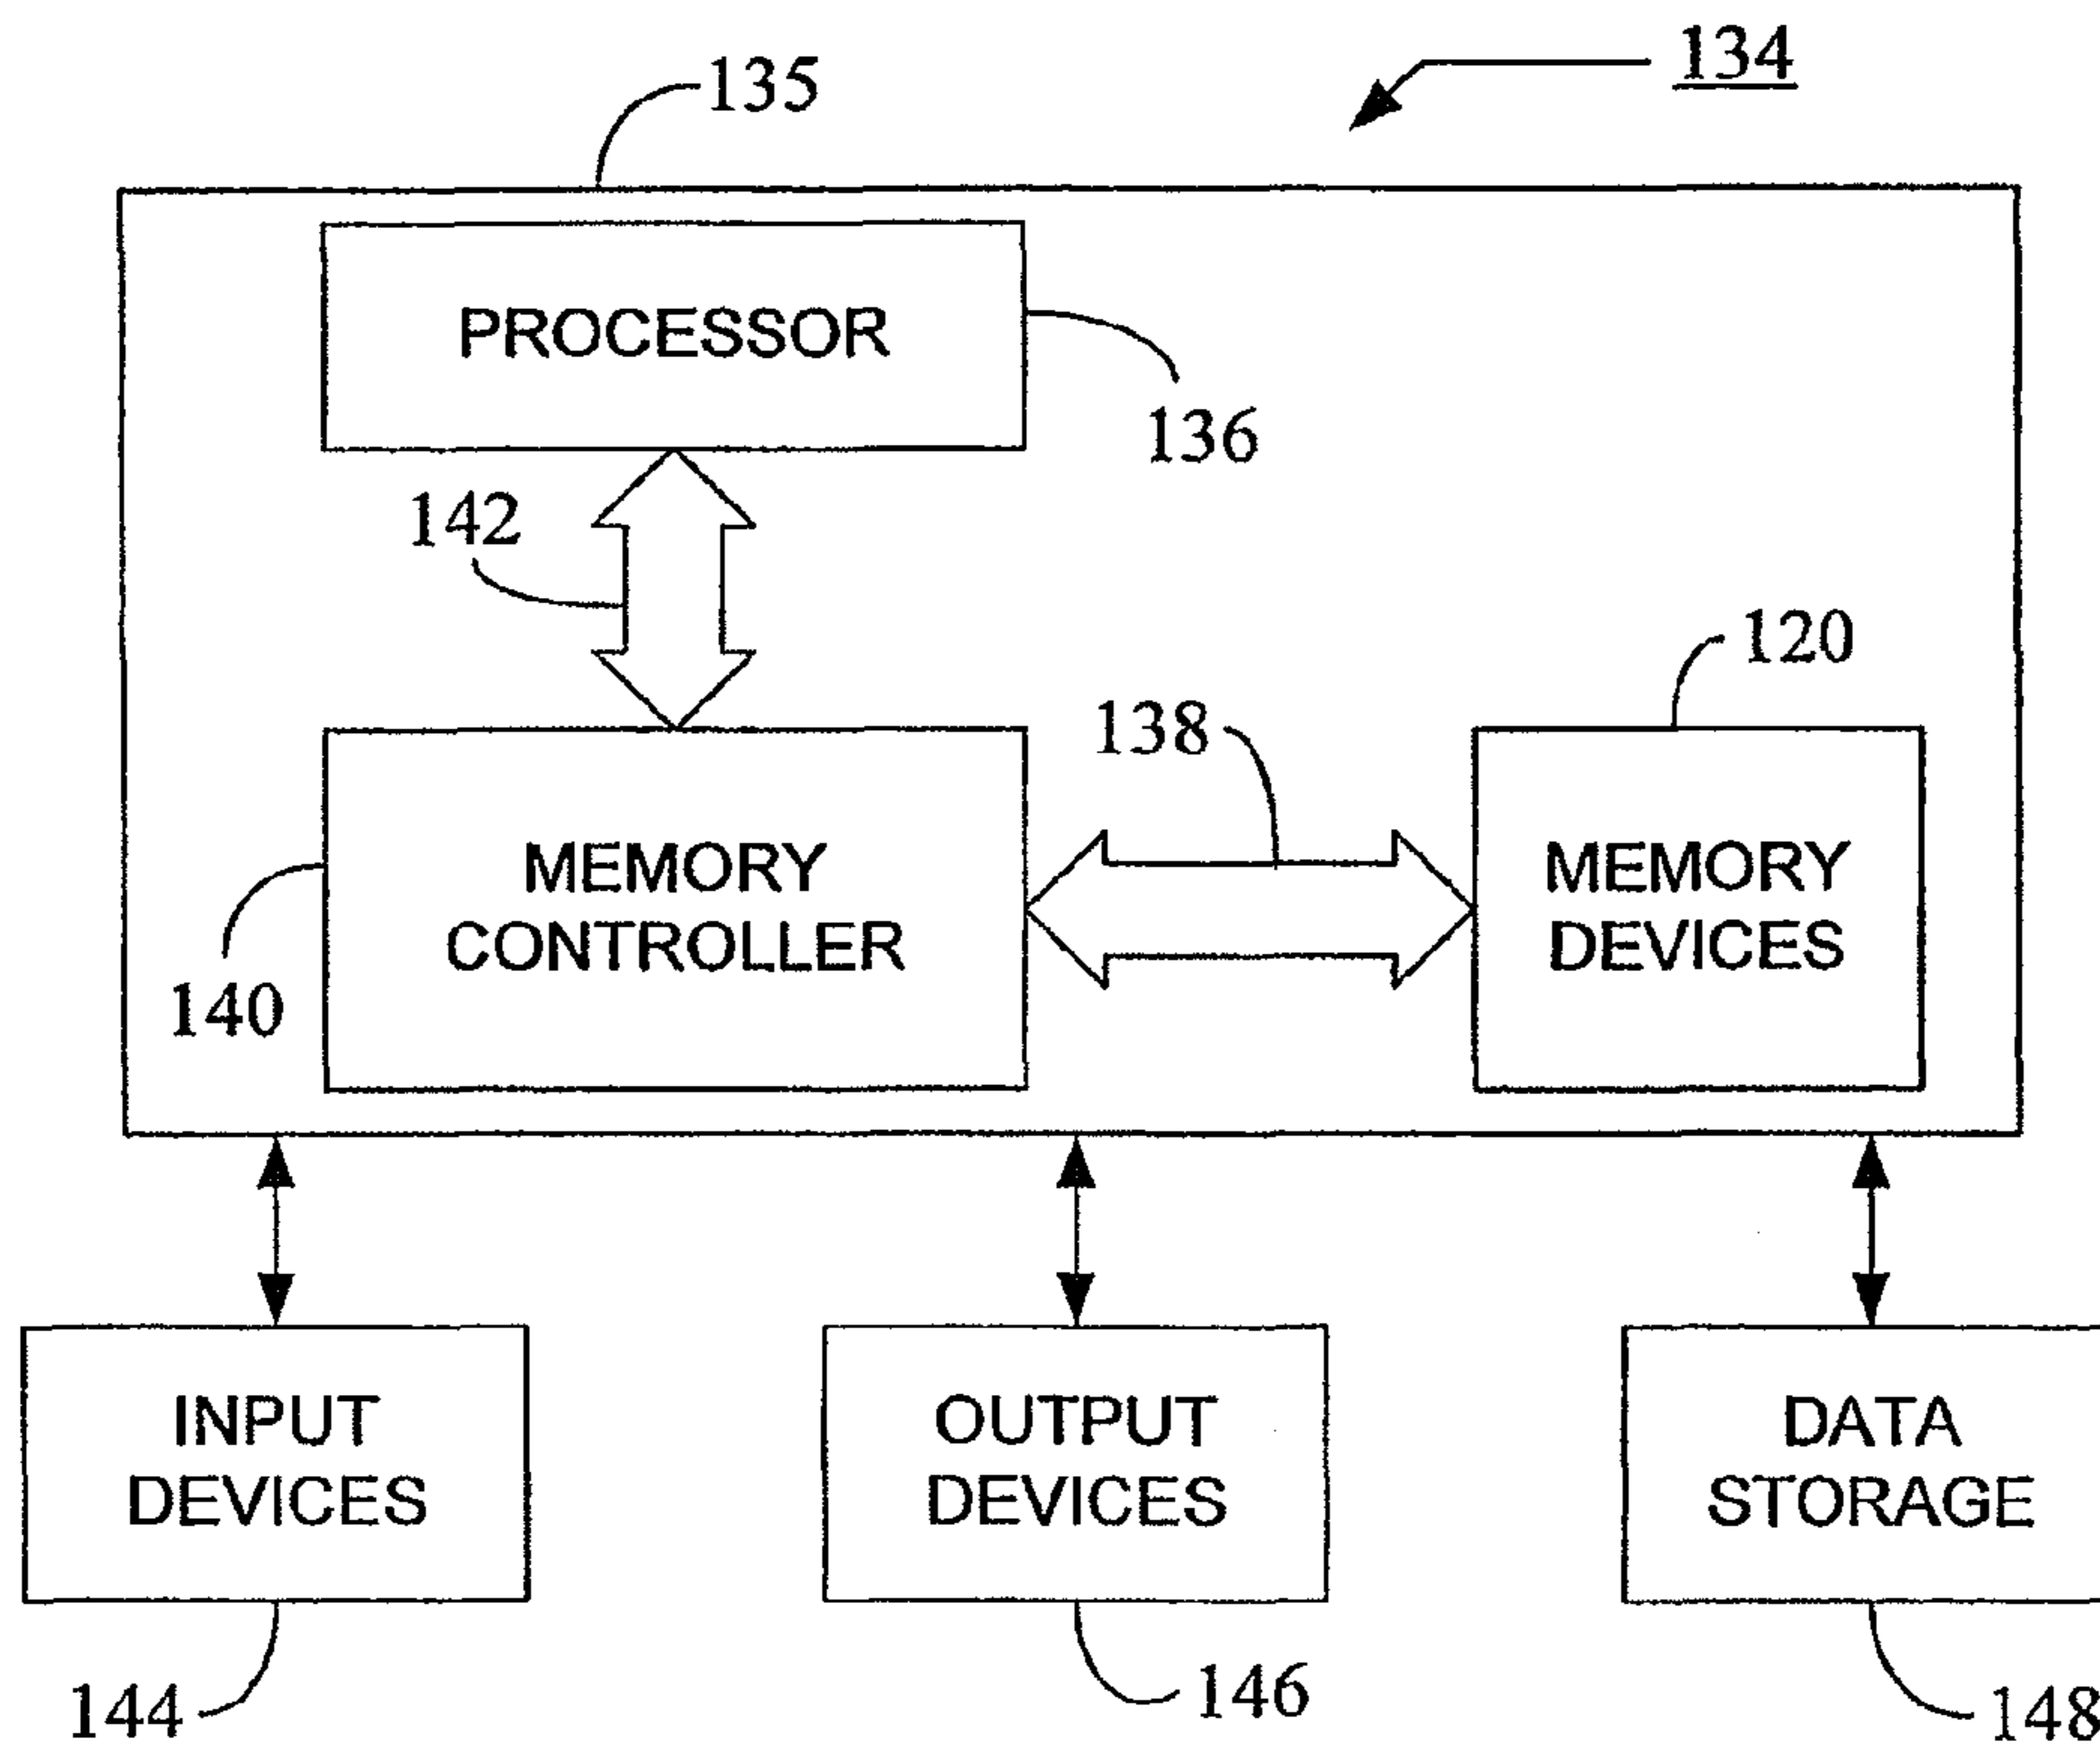 134
135
PROCESSOR
136
142
120
138
MEMORY
CONTROLLER
MEMORY
DEVICES
140
INPUT
DEVICES
OUTPUT
DEVICES
DATA
STORAGE
144
146
148